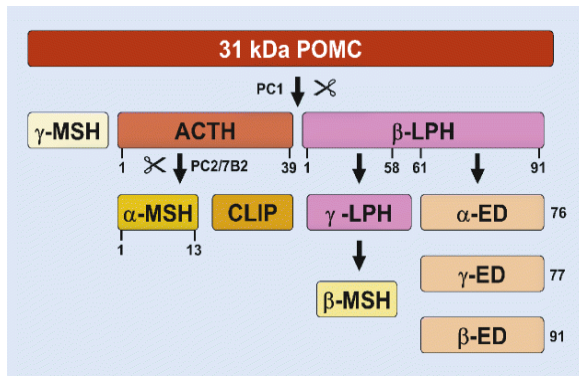 31 kDa POMC
PC1
γ-MSH ACTH β-LPH
1 39 1 58 61 91
PC2/7B2
α-MSH CLIP γ -LPH α-ED 76
1 13
γ-ED 77
β-MSH
β-ED 91